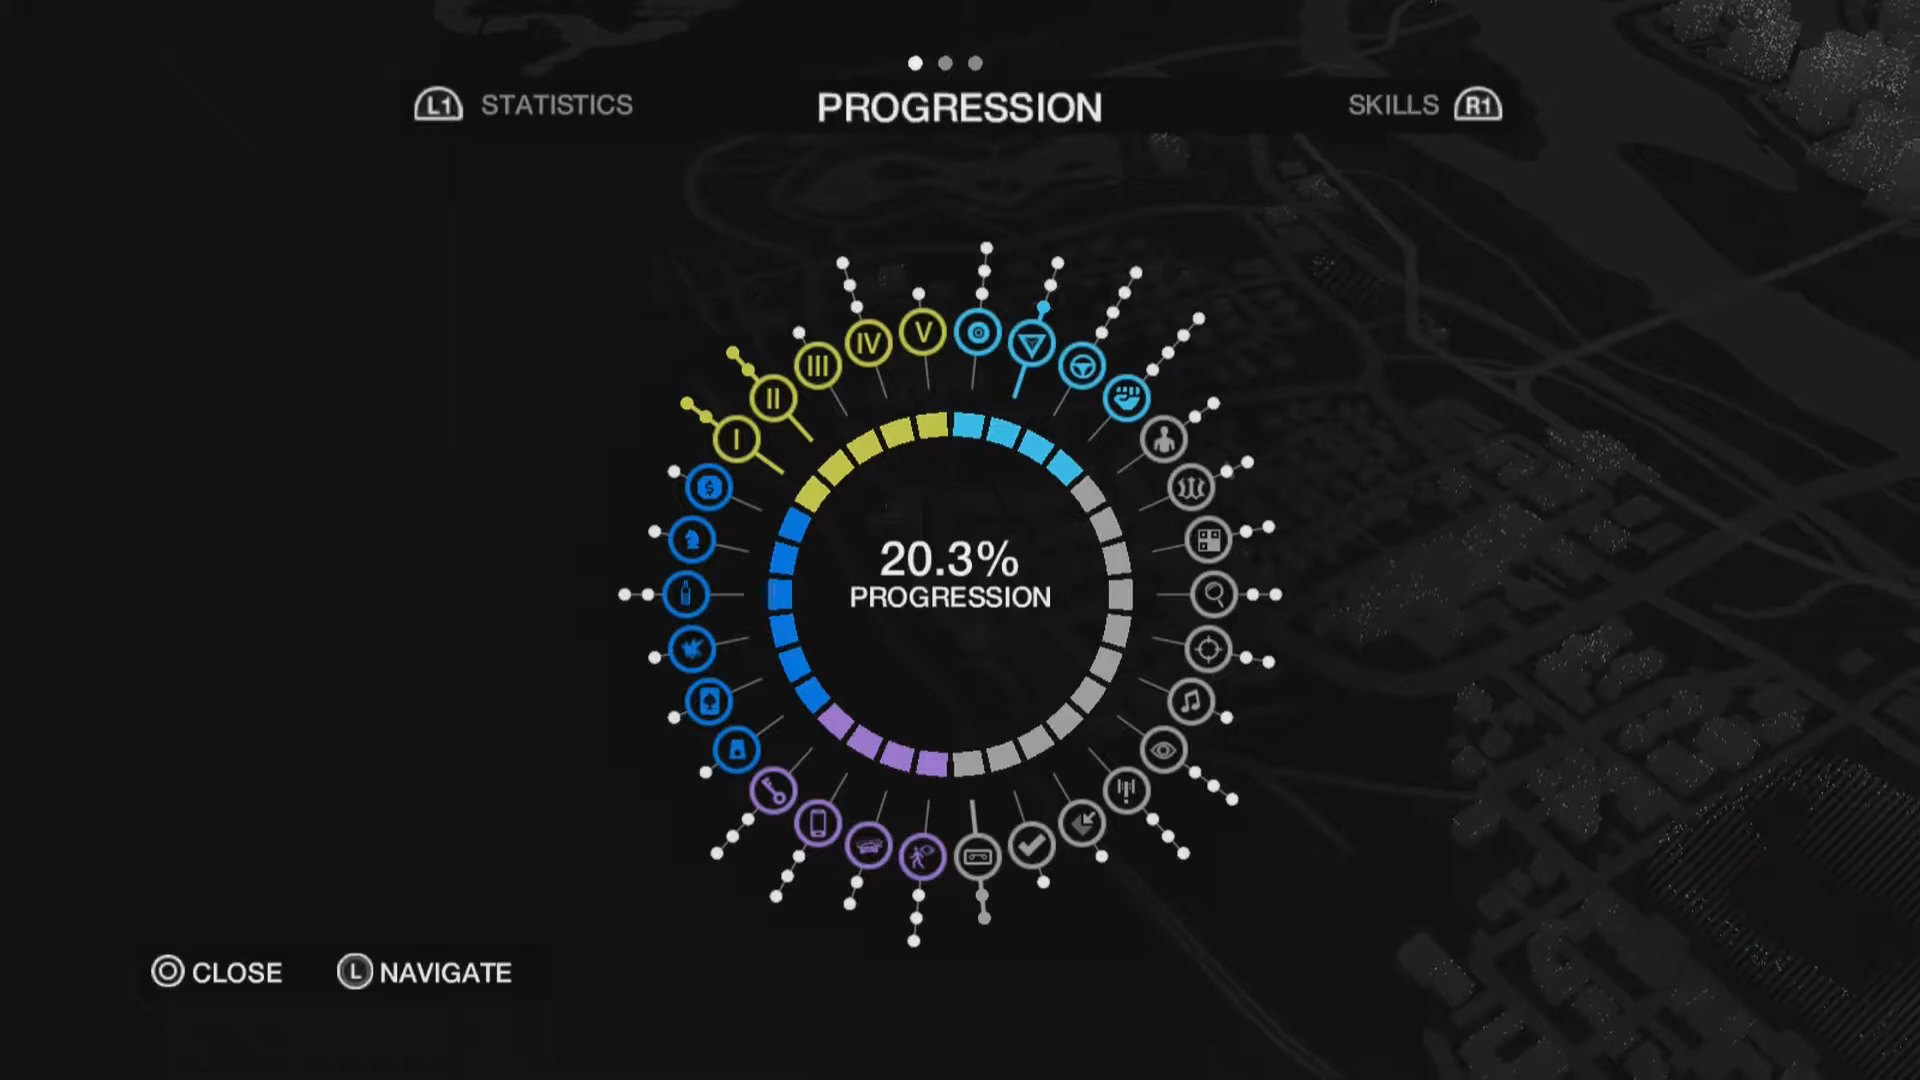 L1 STATISTICS
PROGRESSION
SKILLS R1
I
II
III
IV
V
$
20.3%
PROGRESSION
CLOSE
L NAVIGATE